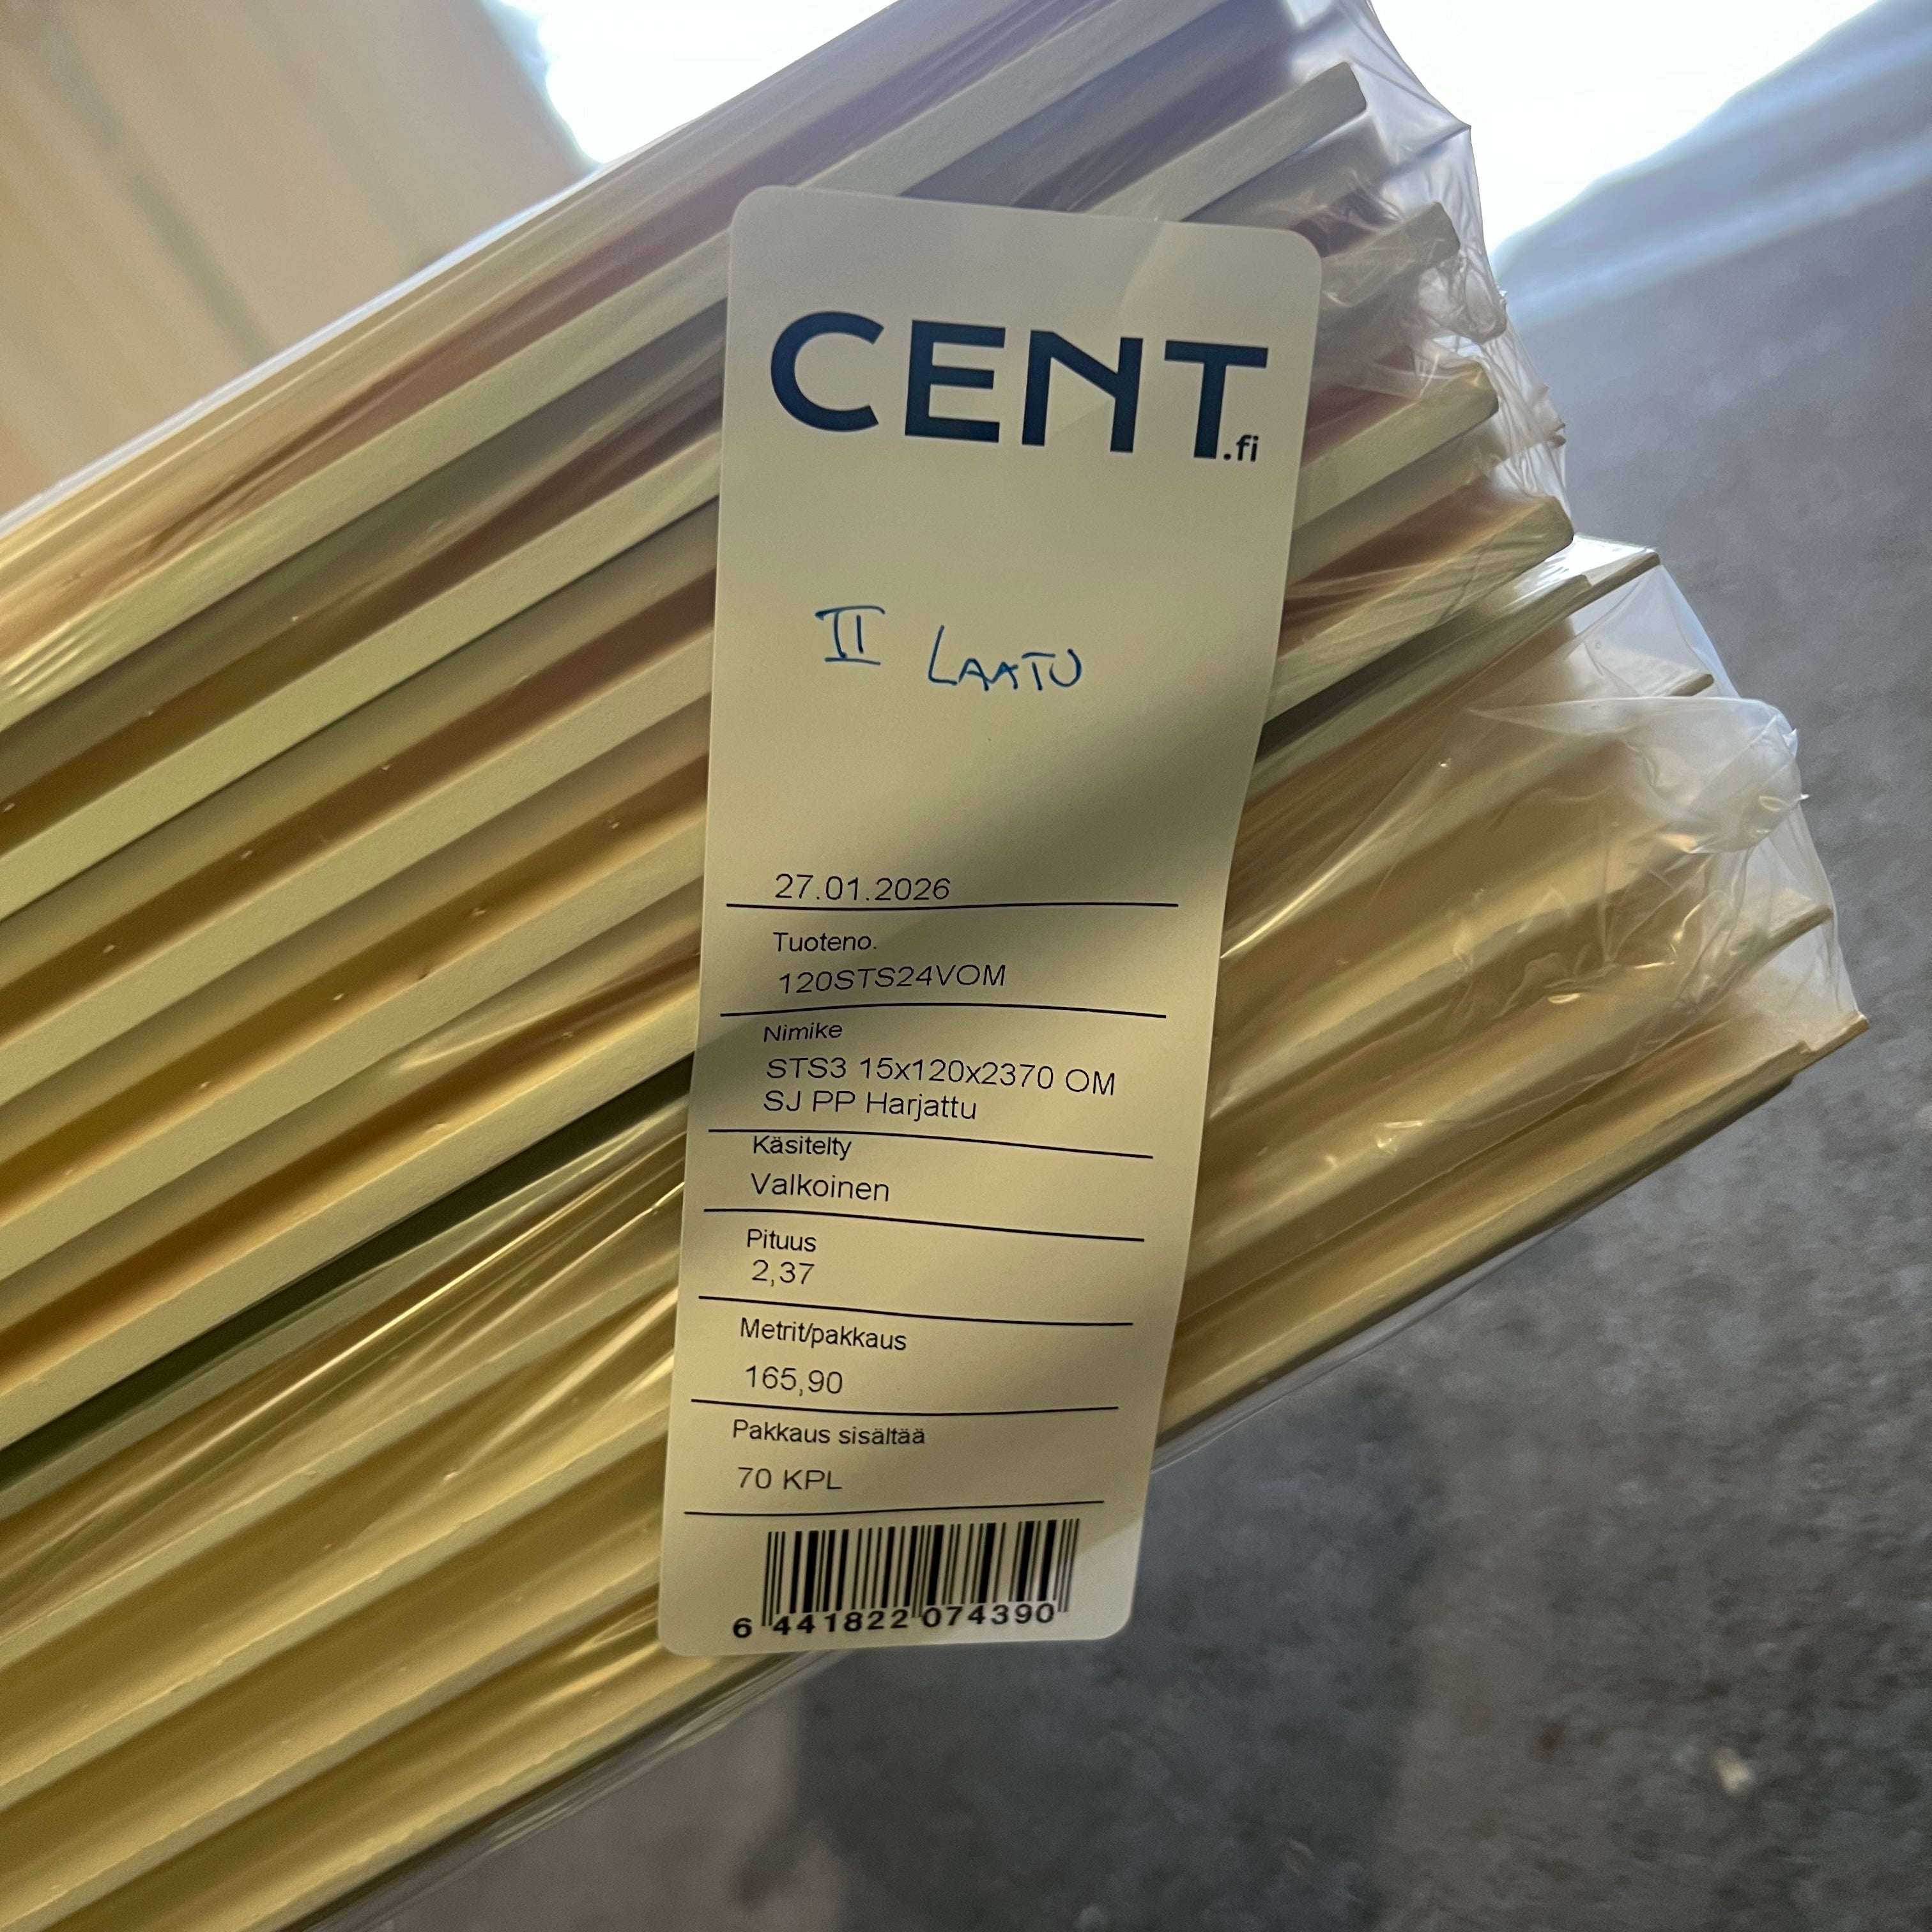 CENT.fi
II LAATU
27.01.2026
Tuoteno.
120STS24VOM
Nimike
STS3 15x120x2370 OM
SJ PP Harjattu
Käsitelty
Valkoinen
Pituus
2,37
Metrit/pakkaus
165,90
Pakkaus sisältää
70 KPL
6 441822 074390